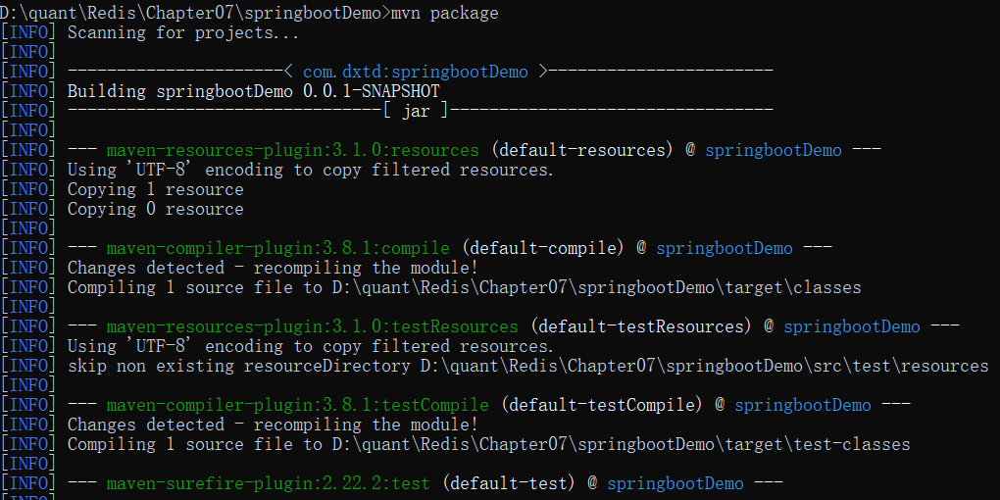 D:\quant\Redis\Chapter07\springbootDemo>mvn package
[INFO] Scanning for projects...
[INFO]
[INFO] ----------------------< com.dxtd:springbootDemo >-----------------------
[INFO] Building springbootDemo 0.0.1-SNAPSHOT
[INFO] --------------------------------[ jar ]---------------------------------
[INFO]
[INFO] --- maven-resources-plugin:3.1.0:resources (default-resources) @ springbootDemo ---
[INFO] Using 'UTF-8' encoding to copy filtered resources.
[INFO] Copying 1 resource
[INFO] Copying 0 resource
[INFO]
[INFO] --- maven-compiler-plugin:3.8.1:compile (default-compile) @ springbootDemo ---
[INFO] Changes detected - recompiling the module!
[INFO] Compiling 1 source file to D:\quant\Redis\Chapter07\springbootDemo\target\classes
[INFO]
[INFO] --- maven-resources-plugin:3.1.0:testResources (default-testResources) @ springbootDemo ---
[INFO] Using 'UTF-8' encoding to copy filtered resources.
[INFO] skip non existing resourceDirectory D:\quant\Redis\Chapter07\springbootDemo\src\test\resources
[INFO]
[INFO] --- maven-compiler-plugin:3.8.1:testCompile (default-testCompile) @ springbootDemo ---
[INFO] Changes detected - recompiling the module!
[INFO] Compiling 1 source file to D:\quant\Redis\Chapter07\springbootDemo\target\test-classes
[INFO]
[INFO] --- maven-surefire-plugin:2.22.2:test (default-test) @ springbootDemo ---
[INFO]